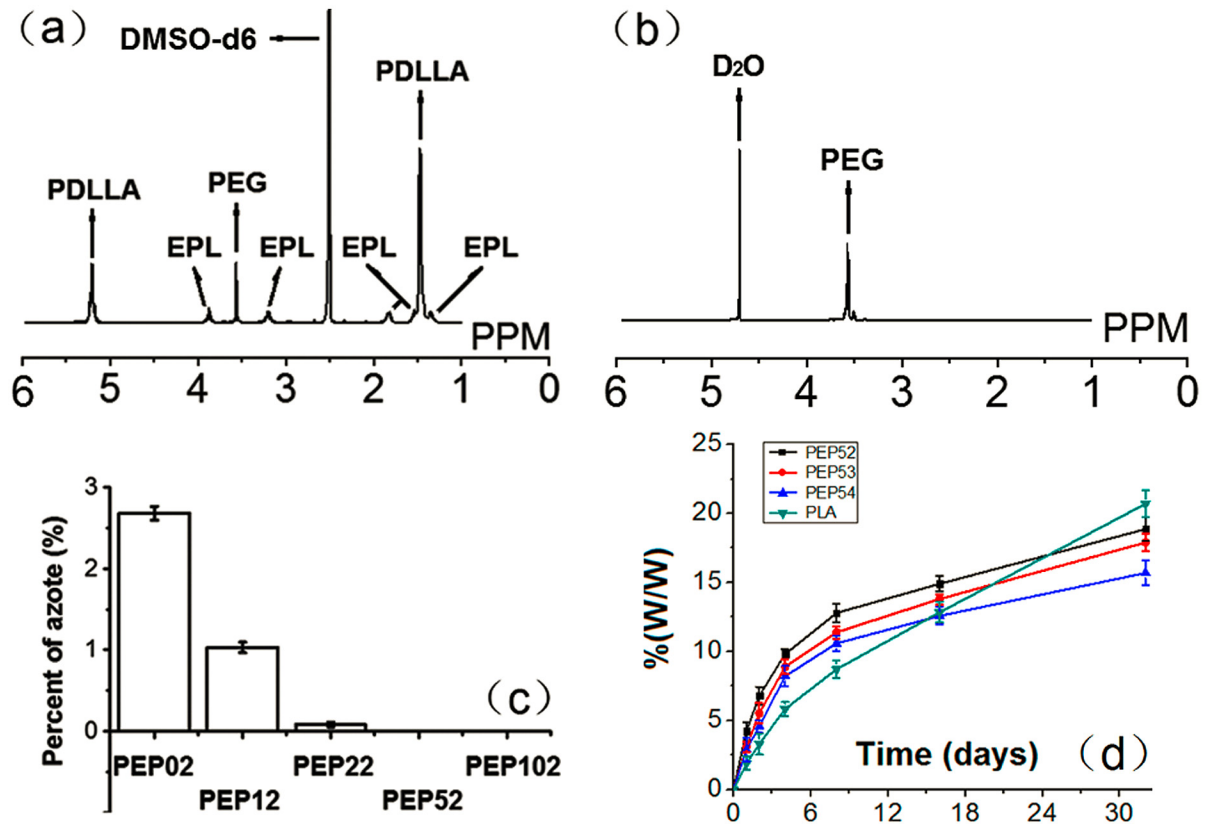 (a)
DMSO-d6
PDLLA
PDLLA
PEG
EPL
EPL
EPL
EPL
PPM
6 5 4 3 2 1 0
(b)
D2O
PEG
PPM
6 5 4 3 2 1 0
Percent of azote (%)
3
2
1
0
PEP02
PEP12
PEP22
PEP52
PEP102
(c)
%(W/W)
25
20
15
10
5
0
PEP52
PEP53
PEP54
PLA
Time (days)
(d)
0 6 12 18 24 30